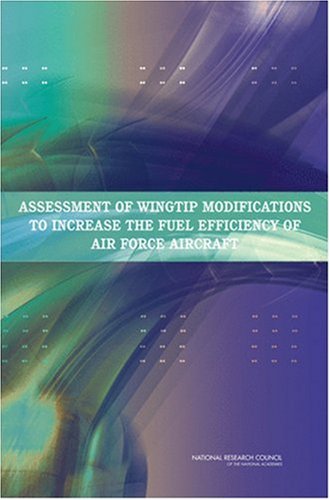 ASSESSMENT OF WINGTIP MODIFICATIONS
TO INCREASE THE FUEL EFFICIENCY OF
AIR FORCE AIRCRAFT
NATIONAL RESEARCH COUNCIL
OF THE NATIONAL ACADEMIES